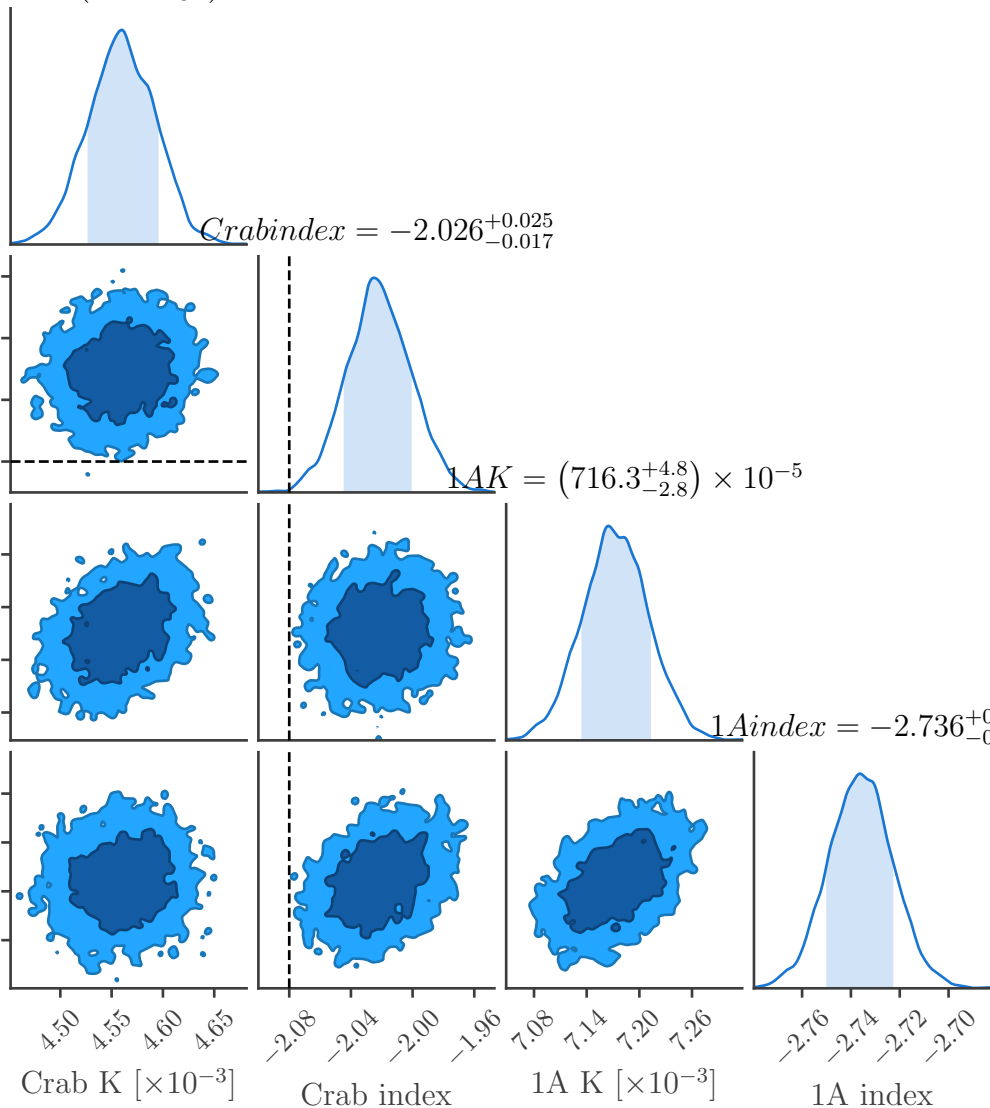 Crabindex = −2.026 +0.025 −0.017
1AK = (716.3 +4.8 −2.8) × 10−5
1Aindex = −2.736
4.50 4.55 4.60 4.65
−2.08 −2.04 −2.00 −1.96
7.08 7.14 7.20 7.26
−2.76 −2.74 −2.72 −2.70
Crab K [×10−3]
Crab index
1A K [×10−3]
1A index